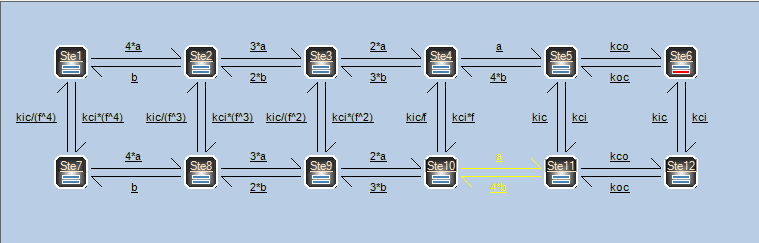 4*a 3*a 2*a a kco
Ste1 Ste2 Ste3 Ste4 Ste5 Ste6
b 2*b 3*b 4*b koc
kic/(f^4) kci*(f^4) kic/(f^3) kci*(f^3) kic/(f^2) kci*(f^2) kic/f kci*f kic kci kic kci
4*a 3*a 2*a a kco
Ste7 Ste8 Ste9 Ste10 Ste11 Ste12
b 2*b 3*b 4*b koc